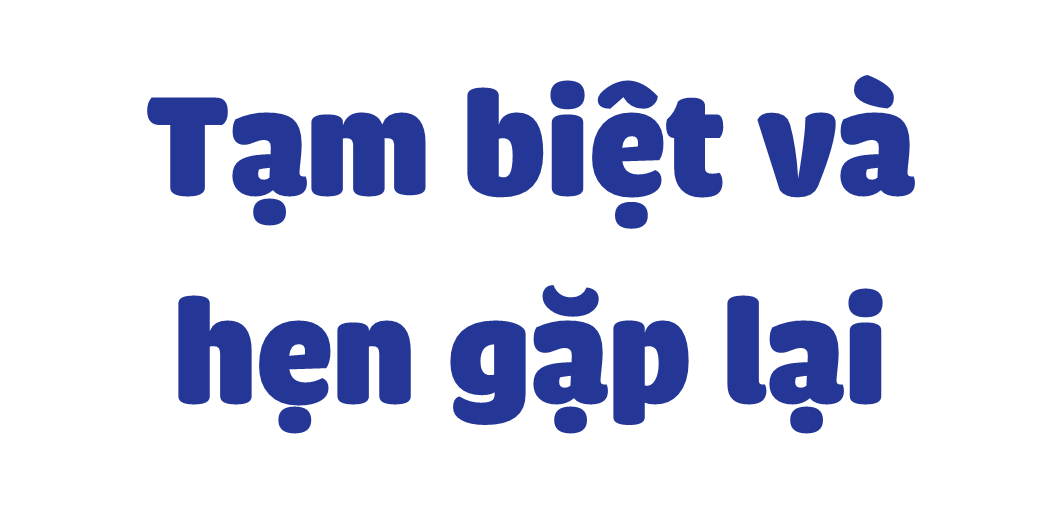 Tạm biệt và
hẹn gặp lại